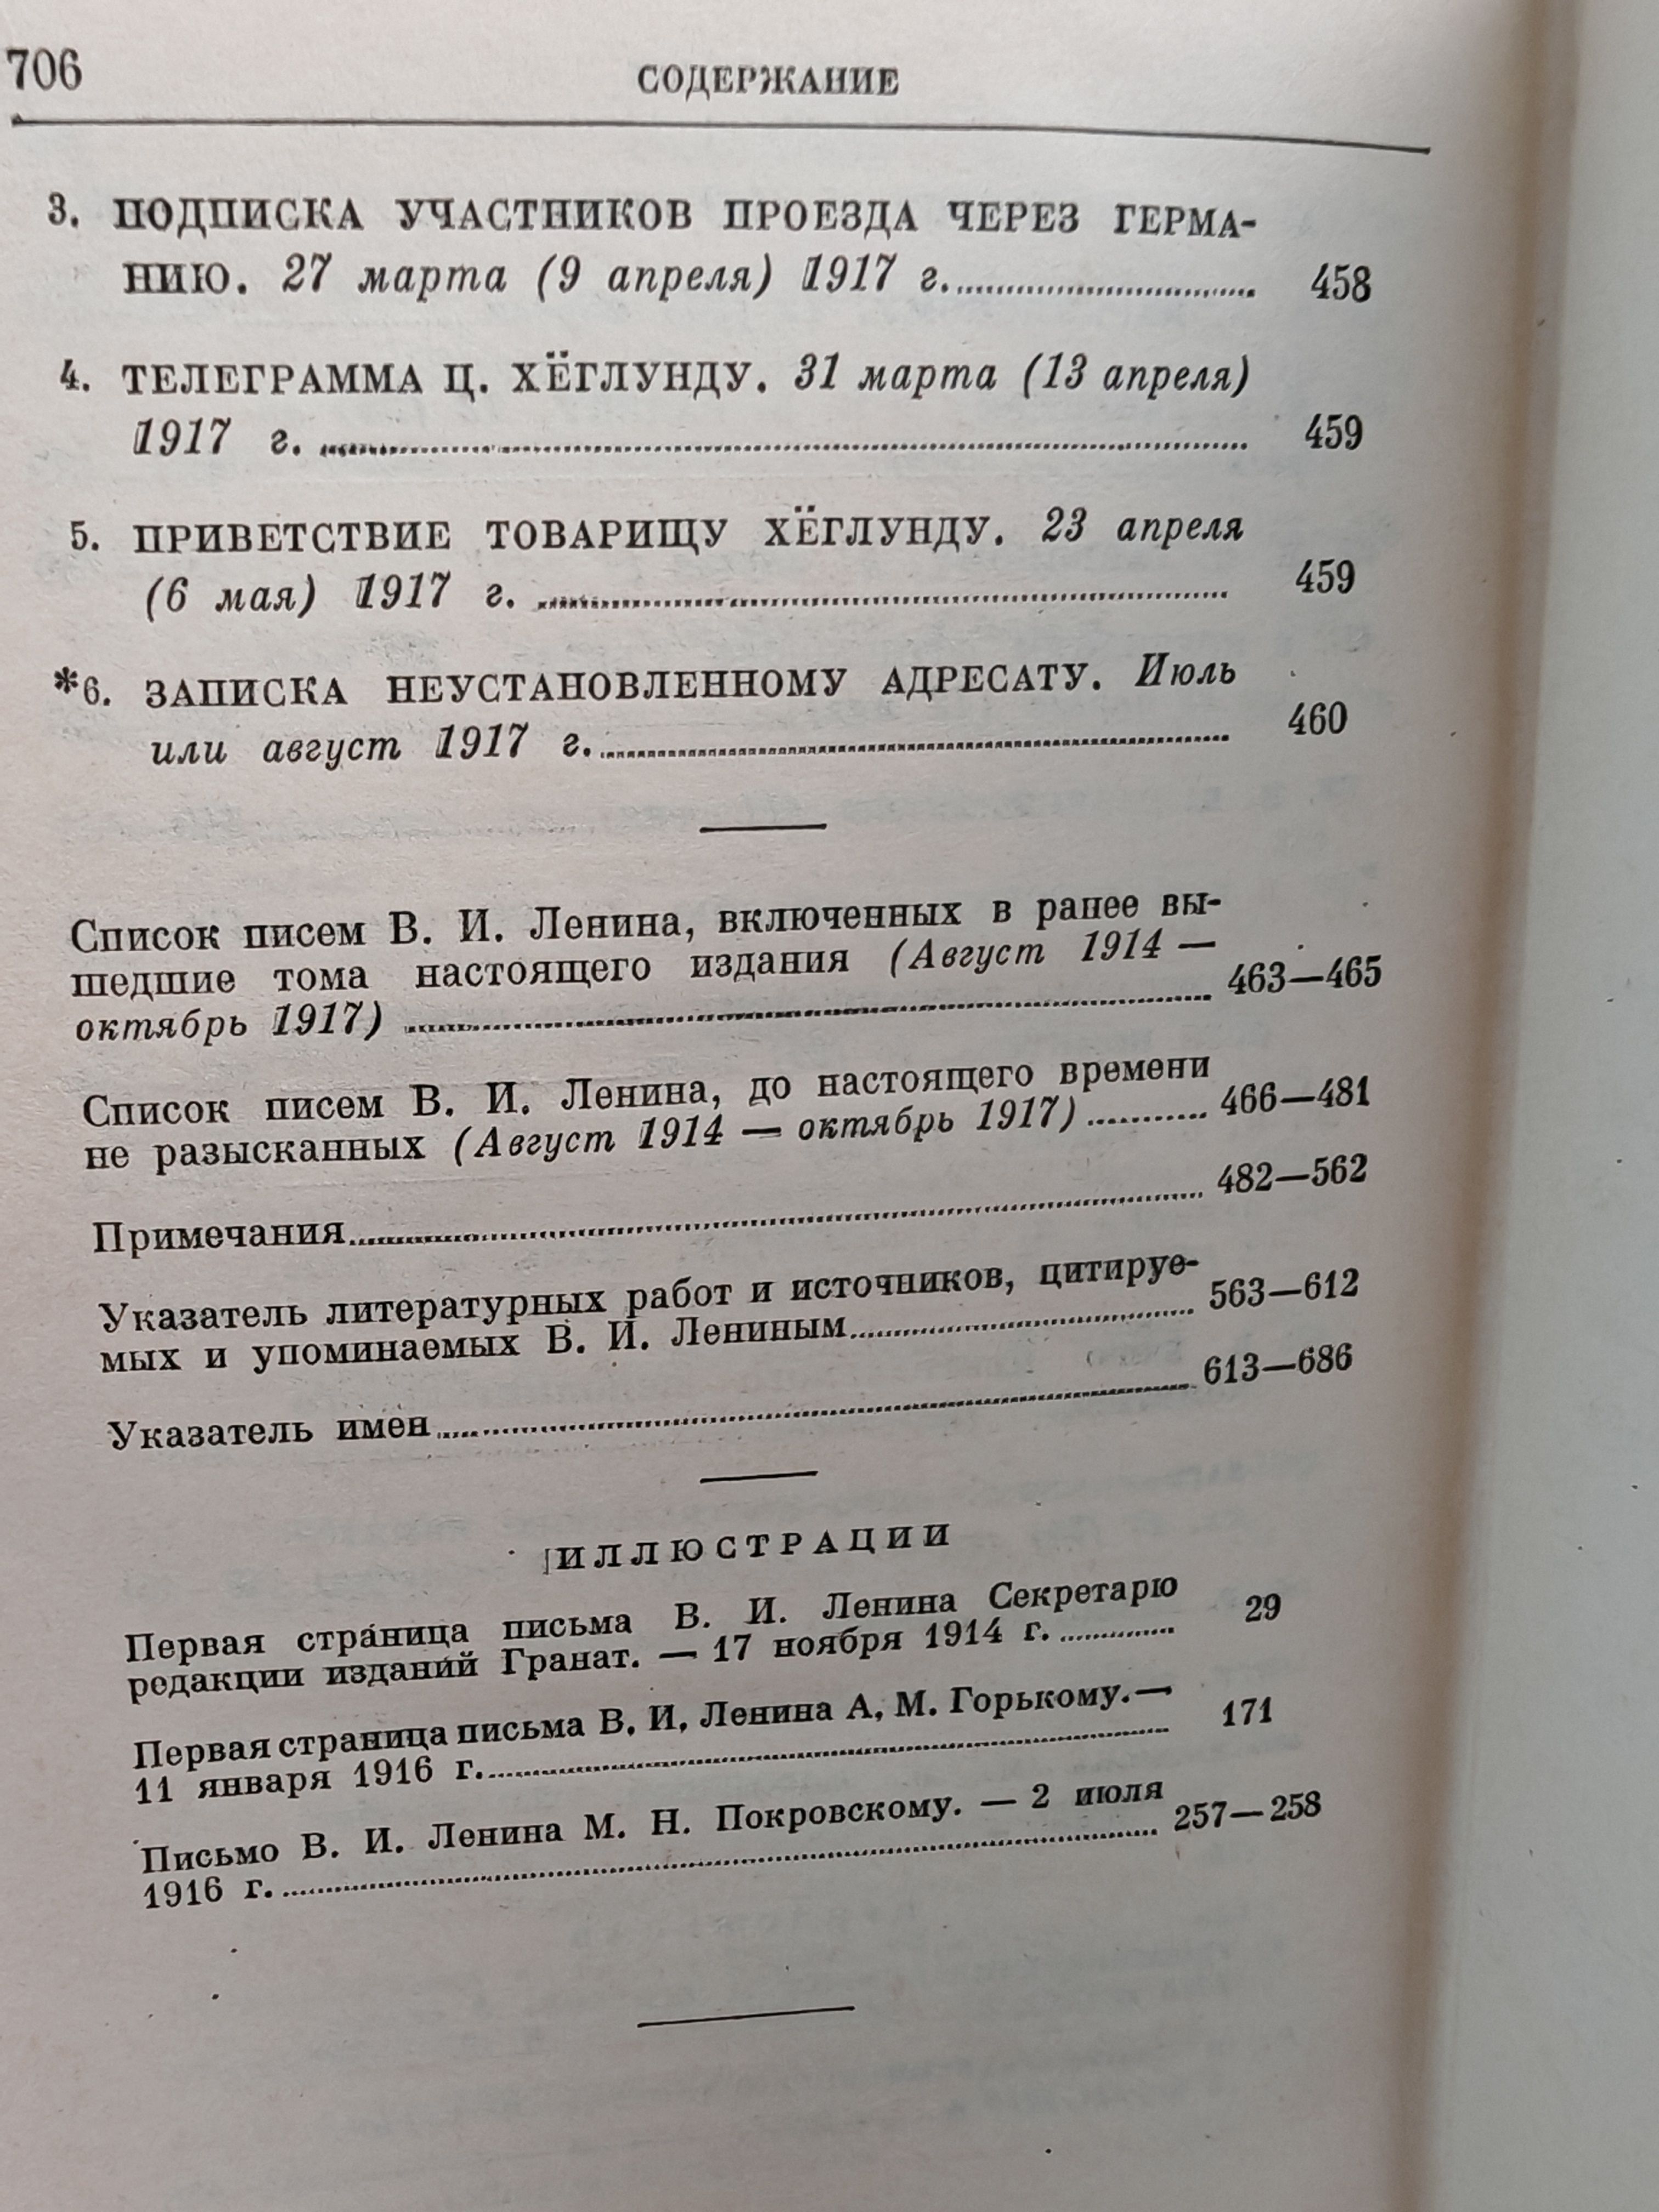 706
СОДЕРЖАНИЕ
3. ПОДПИСКА УЧАСТНИКОВ ПРОЕЗДА ЧЕРЕЗ ГЕРМА-
НИЮ. 27 марта (9 апреля) 1917 г. 458
4. ТЕЛЕГРАММА Ц. ХЁГЛУНДУ. 31 марта (13 апреля)
1917 г. 459
5. ПРИВЕТСТВИЕ ТОВАРИЩУ ХЁГЛУНДУ. 23 апреля
(6 мая) 1917 г. 459
*6. ЗАПИСКА НЕУСТАНОВЛЕННОМУ АДРЕСАТУ. Июль
или август 1917 г. 460
Список писем В. И. Ленина, включенных в ранее вы-
шедшие тома настоящего издания (Август 1914 —
октябрь 1917) 463—465
Список писем В. И. Ленина, до настоящего времени
не разысканных (Август 1914 — октябрь 1917) 466—481
Примечания 482—562
Указатель литературных работ и источников, цитируе-
мых и упоминаемых В. И. Лениным 563—612
Указатель имен 613—686
ИЛЛЮСТРАЦИИ
Первая страница письма В. И. Ленина Секретарю
редакции изданий Гранат. — 17 ноября 1914 г. 29
Первая страница письма В. И. Ленина А. М. Горькому.—
11 января 1916 г. 171
Письмо В. И. Ленина М. Н. Покровскому. — 2 июля
1916 г. 257—258